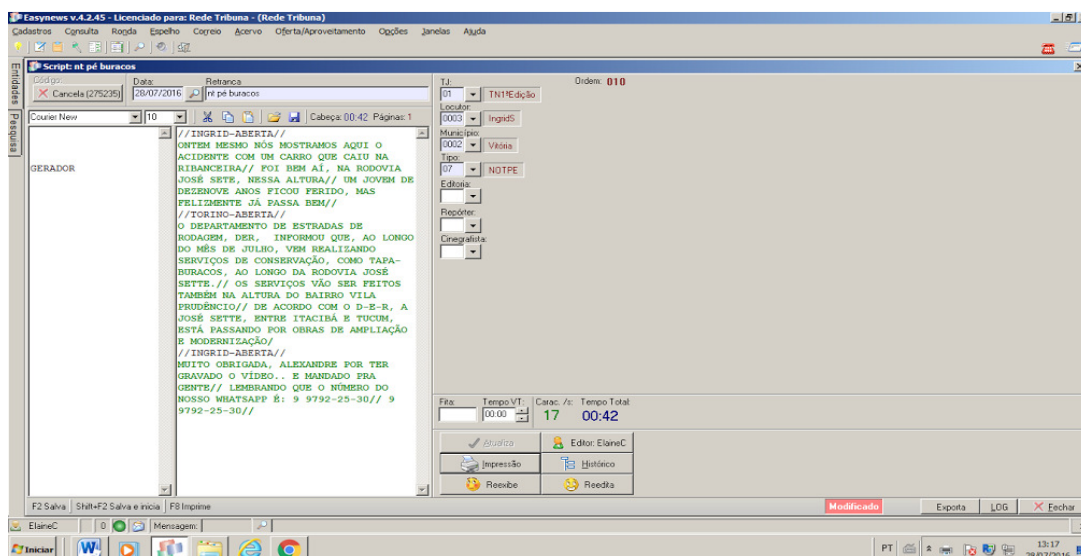 Easynews v.4.2.45 - Licenciado para: Rede Tribuna - (Rede Tribuna)
Cadastros Consulta Ronda Espelho Correio Acervo Oferta/Aproveitamento Opções Janelas Ajuda
Entidades
Pesquisa
Script: nt pé buracos
Código: Data: Retranca
Cancela (275235) 28/07/2016 nt pé buracos
Courier New 10 Cabeça: 00:42 Páginas: 1
GERADOR
//INGRID-ABERTA//
ONTEM MESMO NÓS MOSTRAMOS AQUI O
ACIDENTE COM UM CARRO QUE CAIU NA
RIBANCEIRA// FOI BEM AÍ, NA RODOVIA
JOSÉ SETE, NESSA ALTURA// UM JOVEM DE
DEZENOVE ANOS FICOU FERIDO, MAS
FELIZMENTE JÁ PASSA BEM//
//TORINO-ABERTA//
O DEPARTAMENTO DE ESTRADAS DE
RODAGEM, DER, INFORMOU QUE, AO LONGO
DO MÊS DE JULHO, VEM REALIZANDO
SERVIÇOS DE CONSERVAÇÃO, COMO TAPA-
BURACOS, AO LONGO DA RODOVIA JOSÉ
SETTE.// OS SERVIÇOS VÃO SER FEITOS
TAMBÉM NA ALTURA DO BAIRRO VILA
PRUDÊNCIO// DE ACORDO COM O D-E-R, A
JOSÉ SETTE, ENTRE ITACIBÁ E TUCUM,
ESTÁ PASSANDO POR OBRAS DE AMPLIAÇÃO
E MODERNIZAÇÃO/
//INGRID-ABERTA//
MUITO OBRIGADA, ALEXANDRE POR TER
GRAVADO O VÍDEO.. E MANDADO PRA
GENTE// LEMBRANDO QUE O NÚMERO DO
NOSSO WHATSAPP É: 9 9792-25-30// 9
9792-25-30//
TJ: Ordem: 010
01 TN1ªEdição
Locutor:
0003 IngridS
Município:
0002 Vitória
Tipo:
07 NOTPE
Editoria:
Repórter:
Cinegrafista:
Fita: Tempo VT: Carac. /s: Tempo Total:
00:00 17 00:42
Atualiza Editor: ElaineC
Impressão Histórico
Reexibe Reedita
F2 Salva Shift+F2 Salva e inicia F8 Imprime Modificado Exporta LOG Fechar
ElaineC 0 Mensagem:
Iniciar PT 13:17
28/07/2016